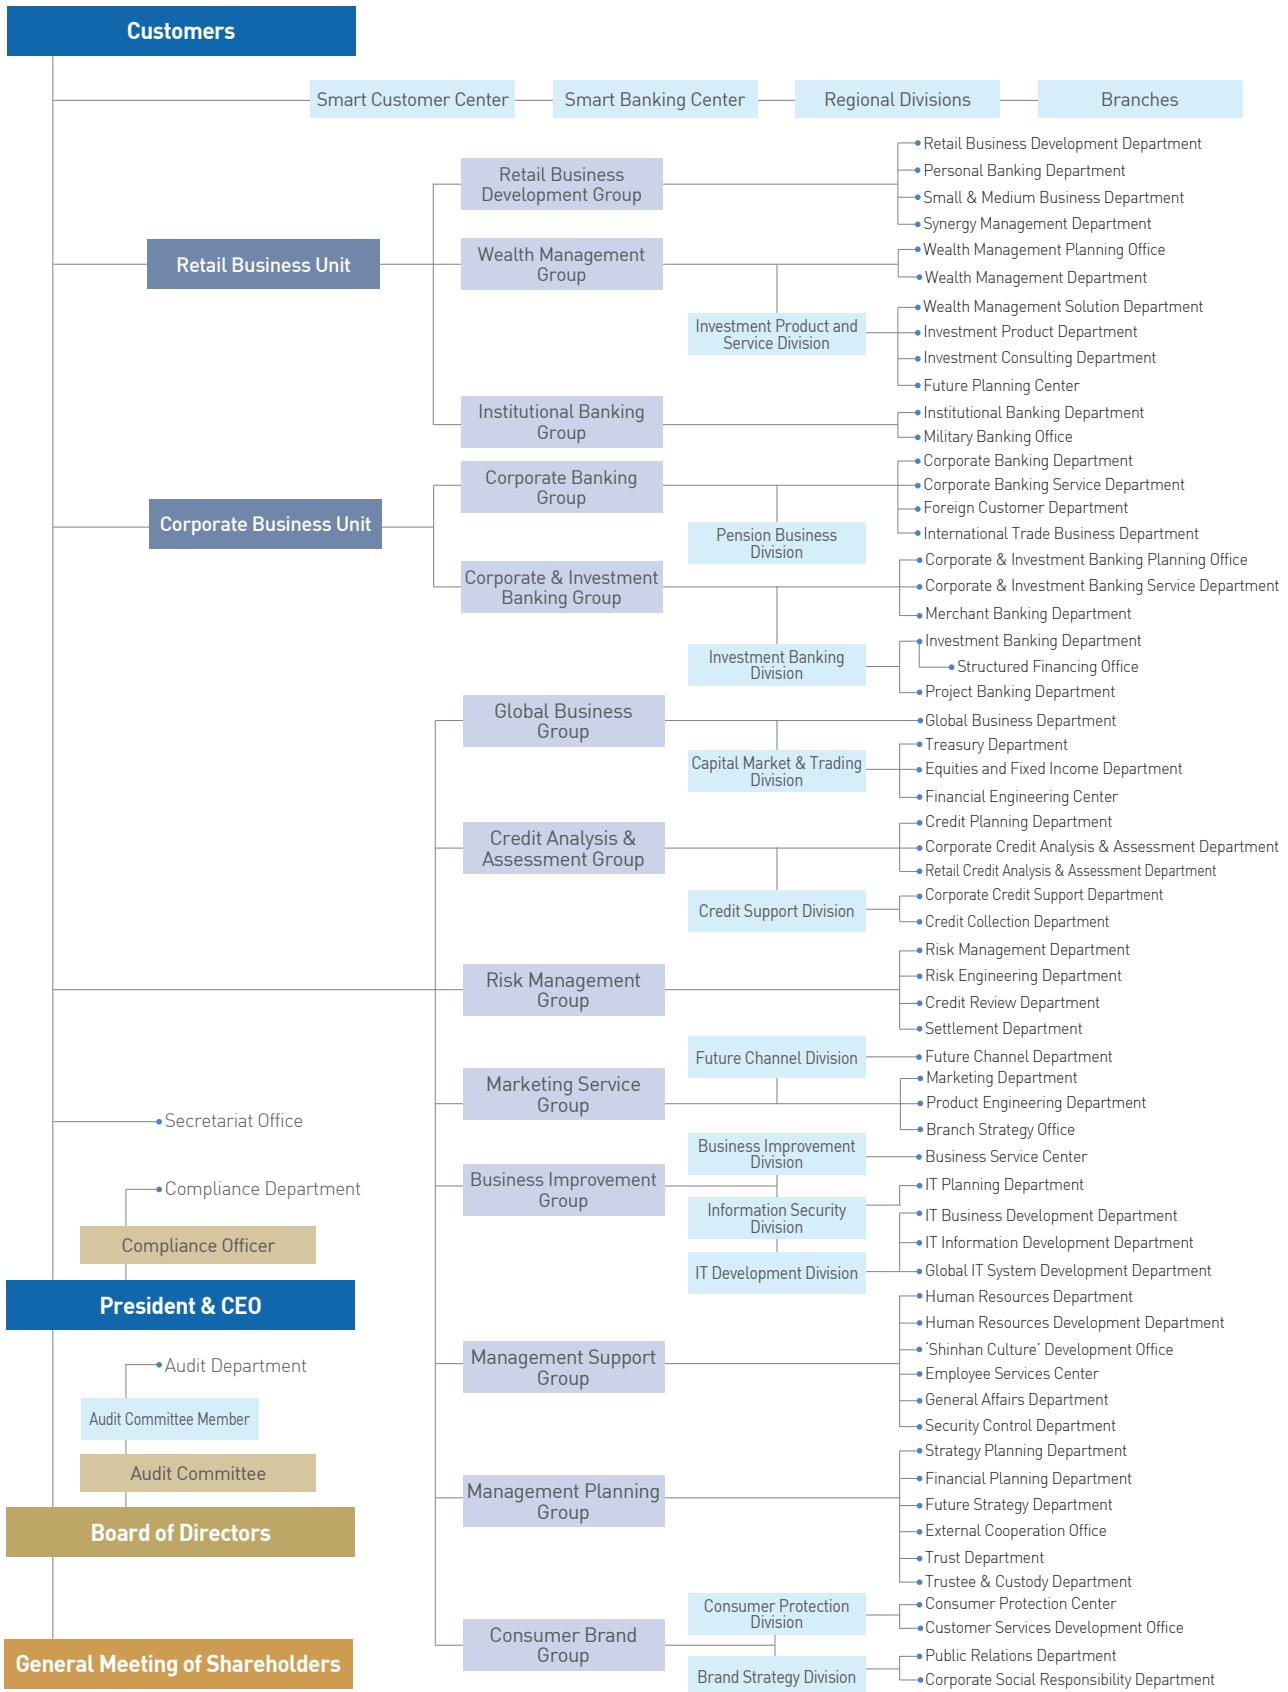 Customers
Smart Customer Center
Smart Banking Center
Regional Divisions
Branches
Retail Business Unit
Retail Business
Development Group
Retail Business Development Department
Personal Banking Department
Small & Medium Business Department
Synergy Management Department
Wealth Management
Group
Wealth Management Planning Office
Wealth Management Department
Investment Product and
Service Division
Wealth Management Solution Department
Investment Product Department
Investment Consulting Department
Future Planning Center
Institutional Banking
Group
Institutional Banking Department
Military Banking Office
Corporate Business Unit
Corporate Banking
Group
Corporate Banking Department
Corporate Banking Service Department
Foreign Customer Department
International Trade Business Department
Pension Business
Division
Corporate & Investment
Banking Group
Corporate & Investment Banking Planning Office
Corporate & Investment Banking Service Department
Merchant Banking Department
Investment Banking
Division
Investment Banking Department
Structured Financing Office
Project Banking Department
Global Business
Group
Global Business Department
Capital Market & Trading
Division
Treasury Department
Equities and Fixed Income Department
Financial Engineering Center
Credit Analysis &
Assessment Group
Credit Planning Department
Corporate Credit Analysis & Assessment Department
Retail Credit Analysis & Assessment Department
Credit Support Division
Corporate Credit Support Department
Credit Collection Department
Risk Management
Group
Risk Management Department
Risk Engineering Department
Credit Review Department
Settlement Department
Future Channel Division
Future Channel Department
Marketing Service
Group
Marketing Department
Product Engineering Department
Branch Strategy Office
Business Improvement
Division
Business Service Center
Business Improvement
Group
Information Security
Division
IT Planning Department
IT Development Division
IT Business Development Department
IT Information Development Department
Global IT System Development Department
Management Support
Group
Human Resources Department
Human Resources Development Department
‘Shinhan Culture’ Development Office
Employee Services Center
General Affairs Department
Security Control Department
Management Planning
Group
Strategy Planning Department
Financial Planning Department
Future Strategy Department
External Cooperation Office
Trust Department
Trustee & Custody Department
Consumer Brand
Group
Consumer Protection
Division
Consumer Protection Center
Customer Services Development Office
Brand Strategy Division
Public Relations Department
Corporate Social Responsibility Department
Secretariat Office
Compliance Department
Compliance Officer
President & CEO
Audit Department
Audit Committee Member
Audit Committee
Board of Directors
General Meeting of Shareholders